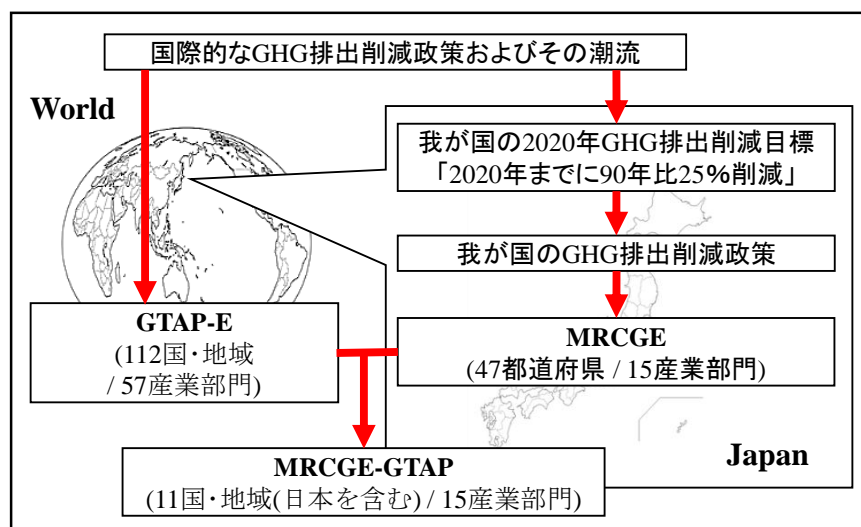 国際的なGHG排出削減政策およびその潮流
World
我が国の2020年GHG排出削減目標
「2020年までに90年比25%削減」
我が国のGHG排出削減政策
GTAP-E
(112国・地域
/ 57産業部門)
MRCGE
(47都道府県 / 15産業部門)
MRCGE-GTAP
(11国・地域(日本を含む) / 15産業部門)
Japan